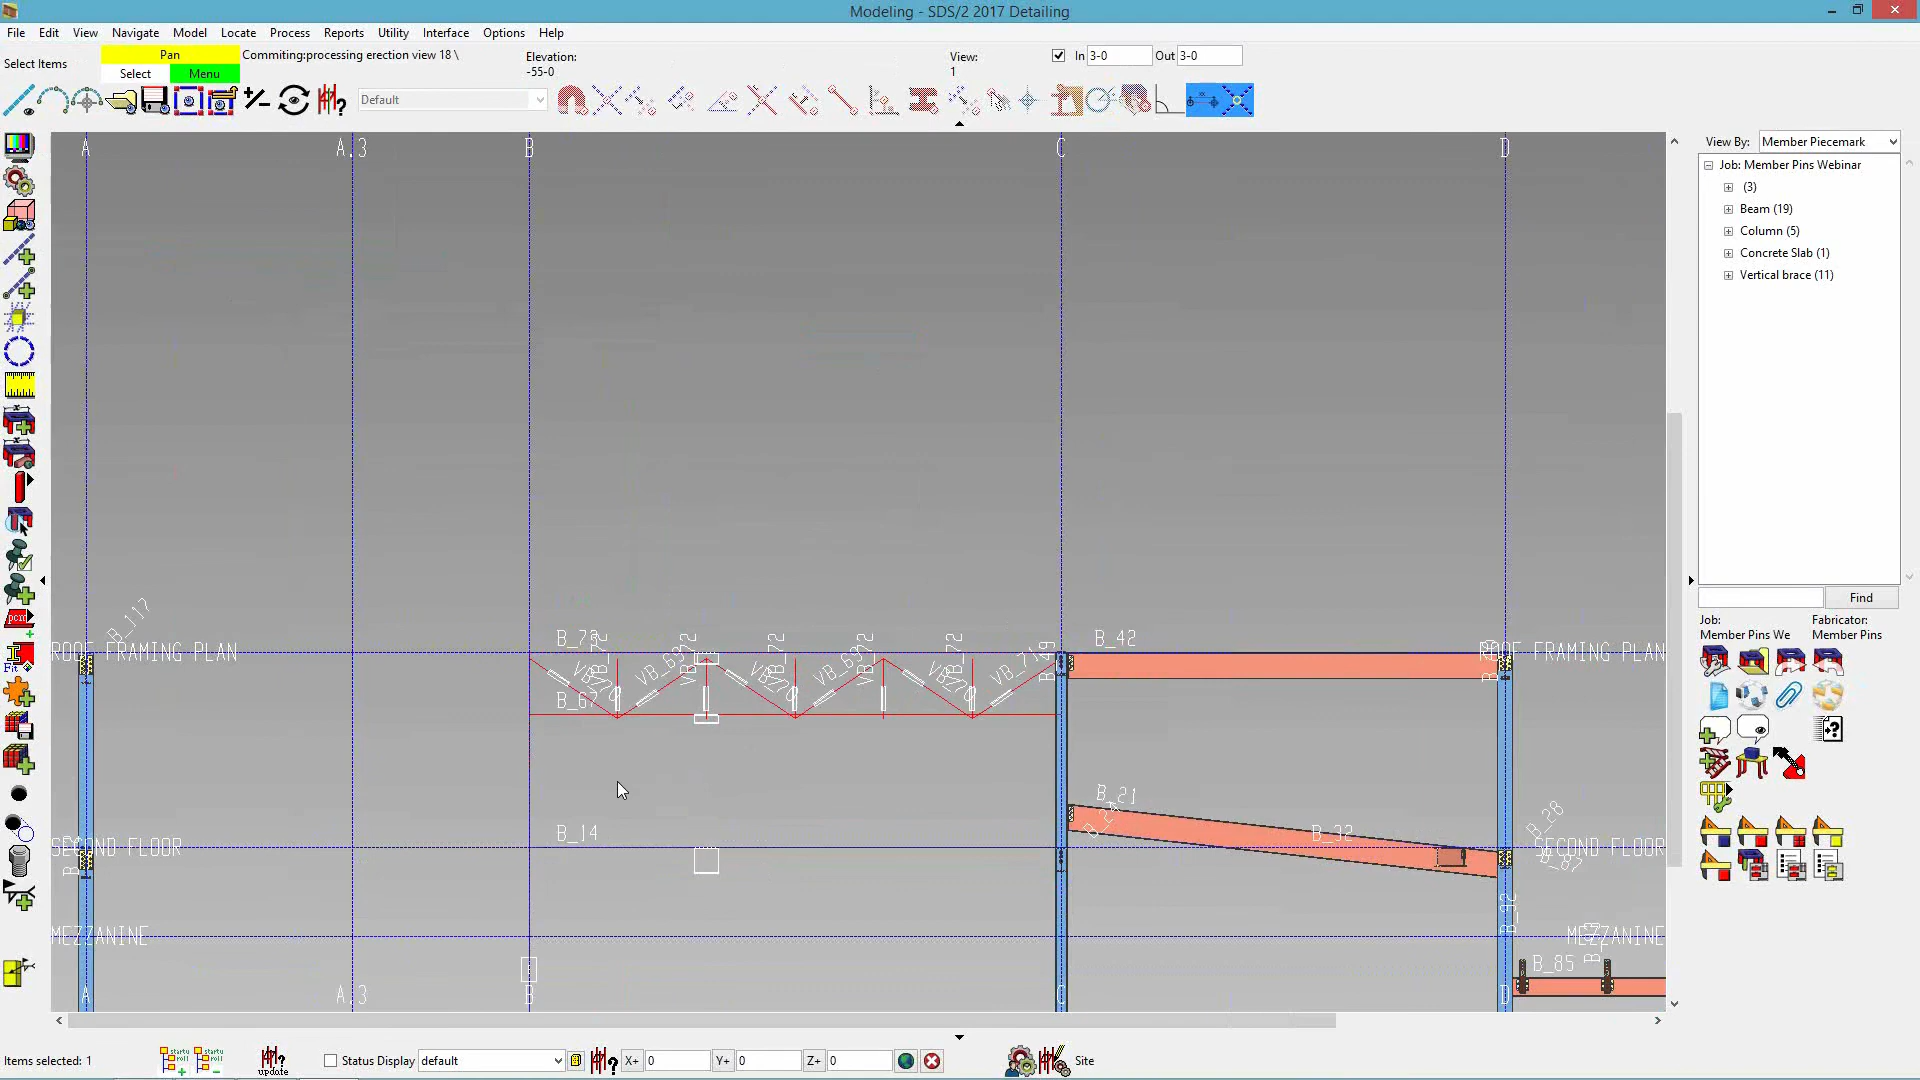 Modeling - SDS/2 2017 Detailing
File Edit View Navigate Model Locate Process Reports Utility Interface Options Help
Select Items
Pan
Select
Menu
Commiting:processing erection view 18 \
Elevation:
-55-0
View:
1
In 3-0 Out 3-0
Default
A A.3 B C D
B_117
ROOF FRAMING PLAN
B_42
ROOF FRAMING PLAN
VB_69
VB_69
B_21
B_14
B_32
B_28
SECOND FLOOR
SECOND FLOOR
MEZZANINE
MEZZANINE
B_85
A A.3 B C D
View By: Member Piecemark
Job: Member Pins Webinar
(3)
Beam (19)
Column (5)
Concrete Slab (1)
Vertical brace (11)
Find
Job:
Member Pins We
Fabricator:
Member Pins
Items selected: 1
update
Status Display
default
X+ 0
Y+ 0
Z+ 0
Site